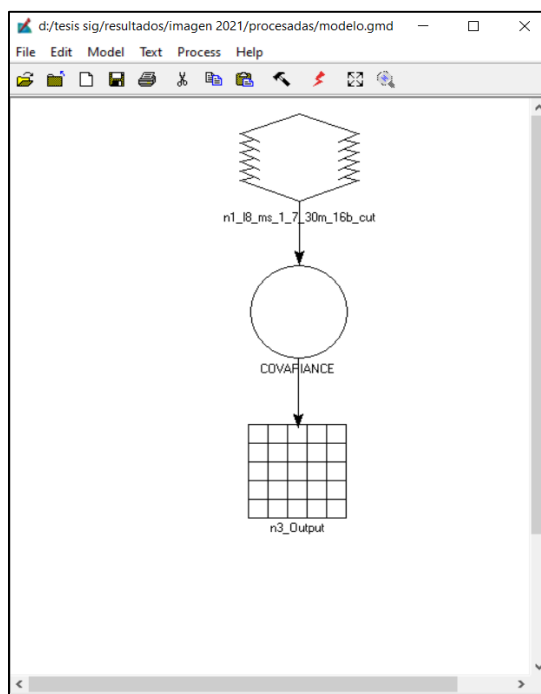 d:/tesis sig/resultados/imagen 2021/procesadas/modelo.gmd
File Edit Model Text Process Help
n1_l8_ms_1_7_30m_16b_cut
COVARIANCE
n3_Output